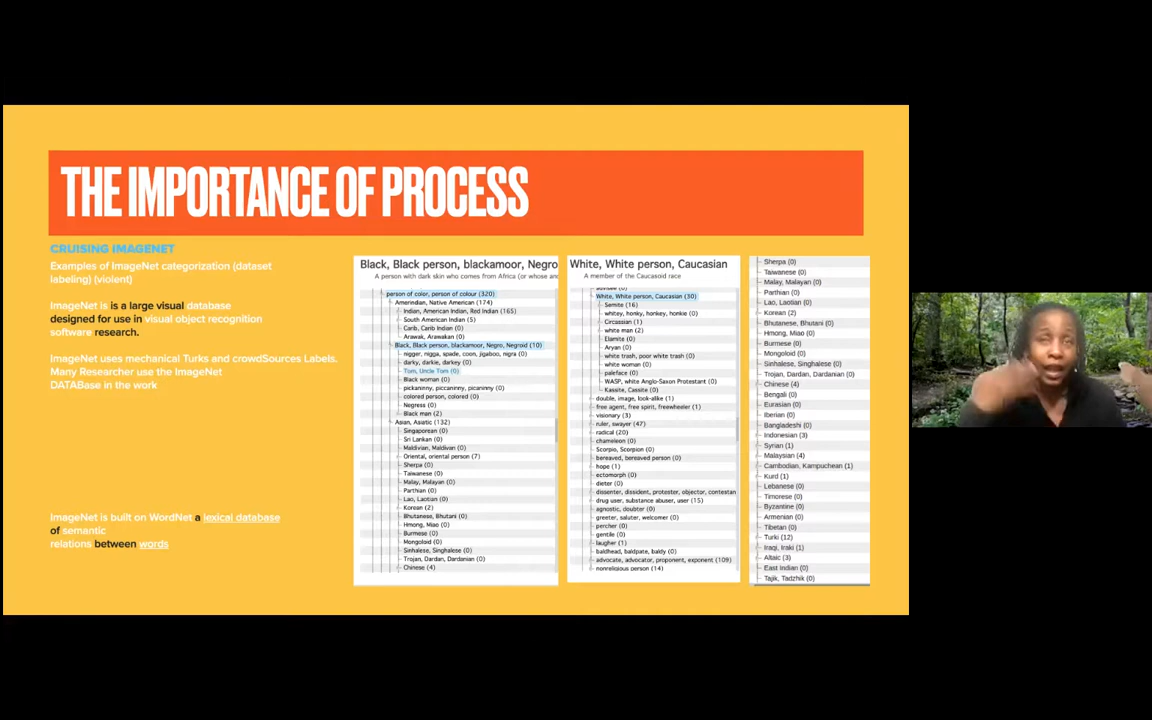 THE IMPORTANCE OF PROCESS
CRUISING IMAGENET
Examples of ImageNet categorization (dataset
labeling) (violent)
ImageNet is is a large visual database
designed for use in visual object recognition
software research.
ImageNet uses mechanical Turks and crowdSources Labels.
Many Researcher use the ImageNet
DATABase in the work
ImageNet is built on WordNet a lexical database
of semantic
relations between words
Black, Black person, blackamoor, Negro
A person with dark skin who comes from Africa (or whose an
person of color, person of colour (320)
Amerindian, Native American (174)
Indian, American Indian, Red Indian (165)
South American Indian (5)
Carib, Carib Indian (0)
Arawak, Arawakan (0)
Black, Black person, blackamoor, Negro, Negroid (10)
nigger, nigga, spade, coon, jigaboo, nigra (0)
darky, darkie, darkey (0)
Tom, Uncle Tom (0)
Black woman (0)
pickaninny, piccaninny, picaninny (0)
colored person, colored (0)
Negress (0)
Black man (2)
Asian, Asiatic (132)
Singaporean (0)
Sri Lankan (0)
Maldivian, Maldivan (0)
Oriental, oriental person (7)
Sherpa (0)
Taiwanese (0)
Malay, Malayan (0)
Parthian (0)
Lao, Laotian (0)
Korean (2)
Bhutanese, Bhutani (0)
Hmong, Miao (0)
Burmese (0)
Mongoloid (0)
Sinhalese, Singhalese (0)
Trojan, Dardan, Dardanian (0)
Chinese (4)
White, White person, Caucasian
A member of the Caucasoid race
White, White person, Caucasian (30)
Semite (16)
whitey, honky, honkey, honkie (0)
Circassian (1)
white man (2)
Elamite (0)
Aryan (0)
white trash, poor white trash (0)
white woman (0)
paleface (0)
WASP, white Anglo-Saxon Protestant (0)
Kassite, Cassite (0)
double, image, look-alike (1)
free agent, free spirit, freewheeler (1)
visionary (3)
ruler, swayer (47)
radical (20)
chameleon (0)
Scorpio, Scorpion (0)
bereaved, bereaved person (0)
hope (1)
ectomorph (0)
dieter (0)
dissenter, dissident, protester, objector, contestan
drug user, substance abuser, user (15)
agnostic, doubter (0)
greeter, saluter, welcomer (0)
percher (0)
gentile (0)
laugher (1)
baldhead, baldpate, baldy (0)
advocate, advocator, proponent, exponent (109)
nonreligious person (14)
Sherpa (0)
Taiwanese (0)
Malay, Malayan (0)
Parthian (0)
Lao, Laotian (0)
Korean (2)
Bhutanese, Bhutani (0)
Hmong, Miao (0)
Burmese (0)
Mongoloid (0)
Sinhalese, Singhalese (0)
Trojan, Dardan, Dardanian (0)
Chinese (4)
Bengali (0)
Eurasian (0)
Iberian (0)
Bangladeshi (0)
Indonesian (3)
Syrian (1)
Malaysian (4)
Cambodian, Kampuchean (1)
Kurd (1)
Lebanese (0)
Timorese (0)
Byzantine (0)
Armenian (0)
Tibetan (0)
Turki (12)
Iraqi, Iraki (1)
Altaic (3)
East Indian (0)
Tajik, Tadzhik (0)